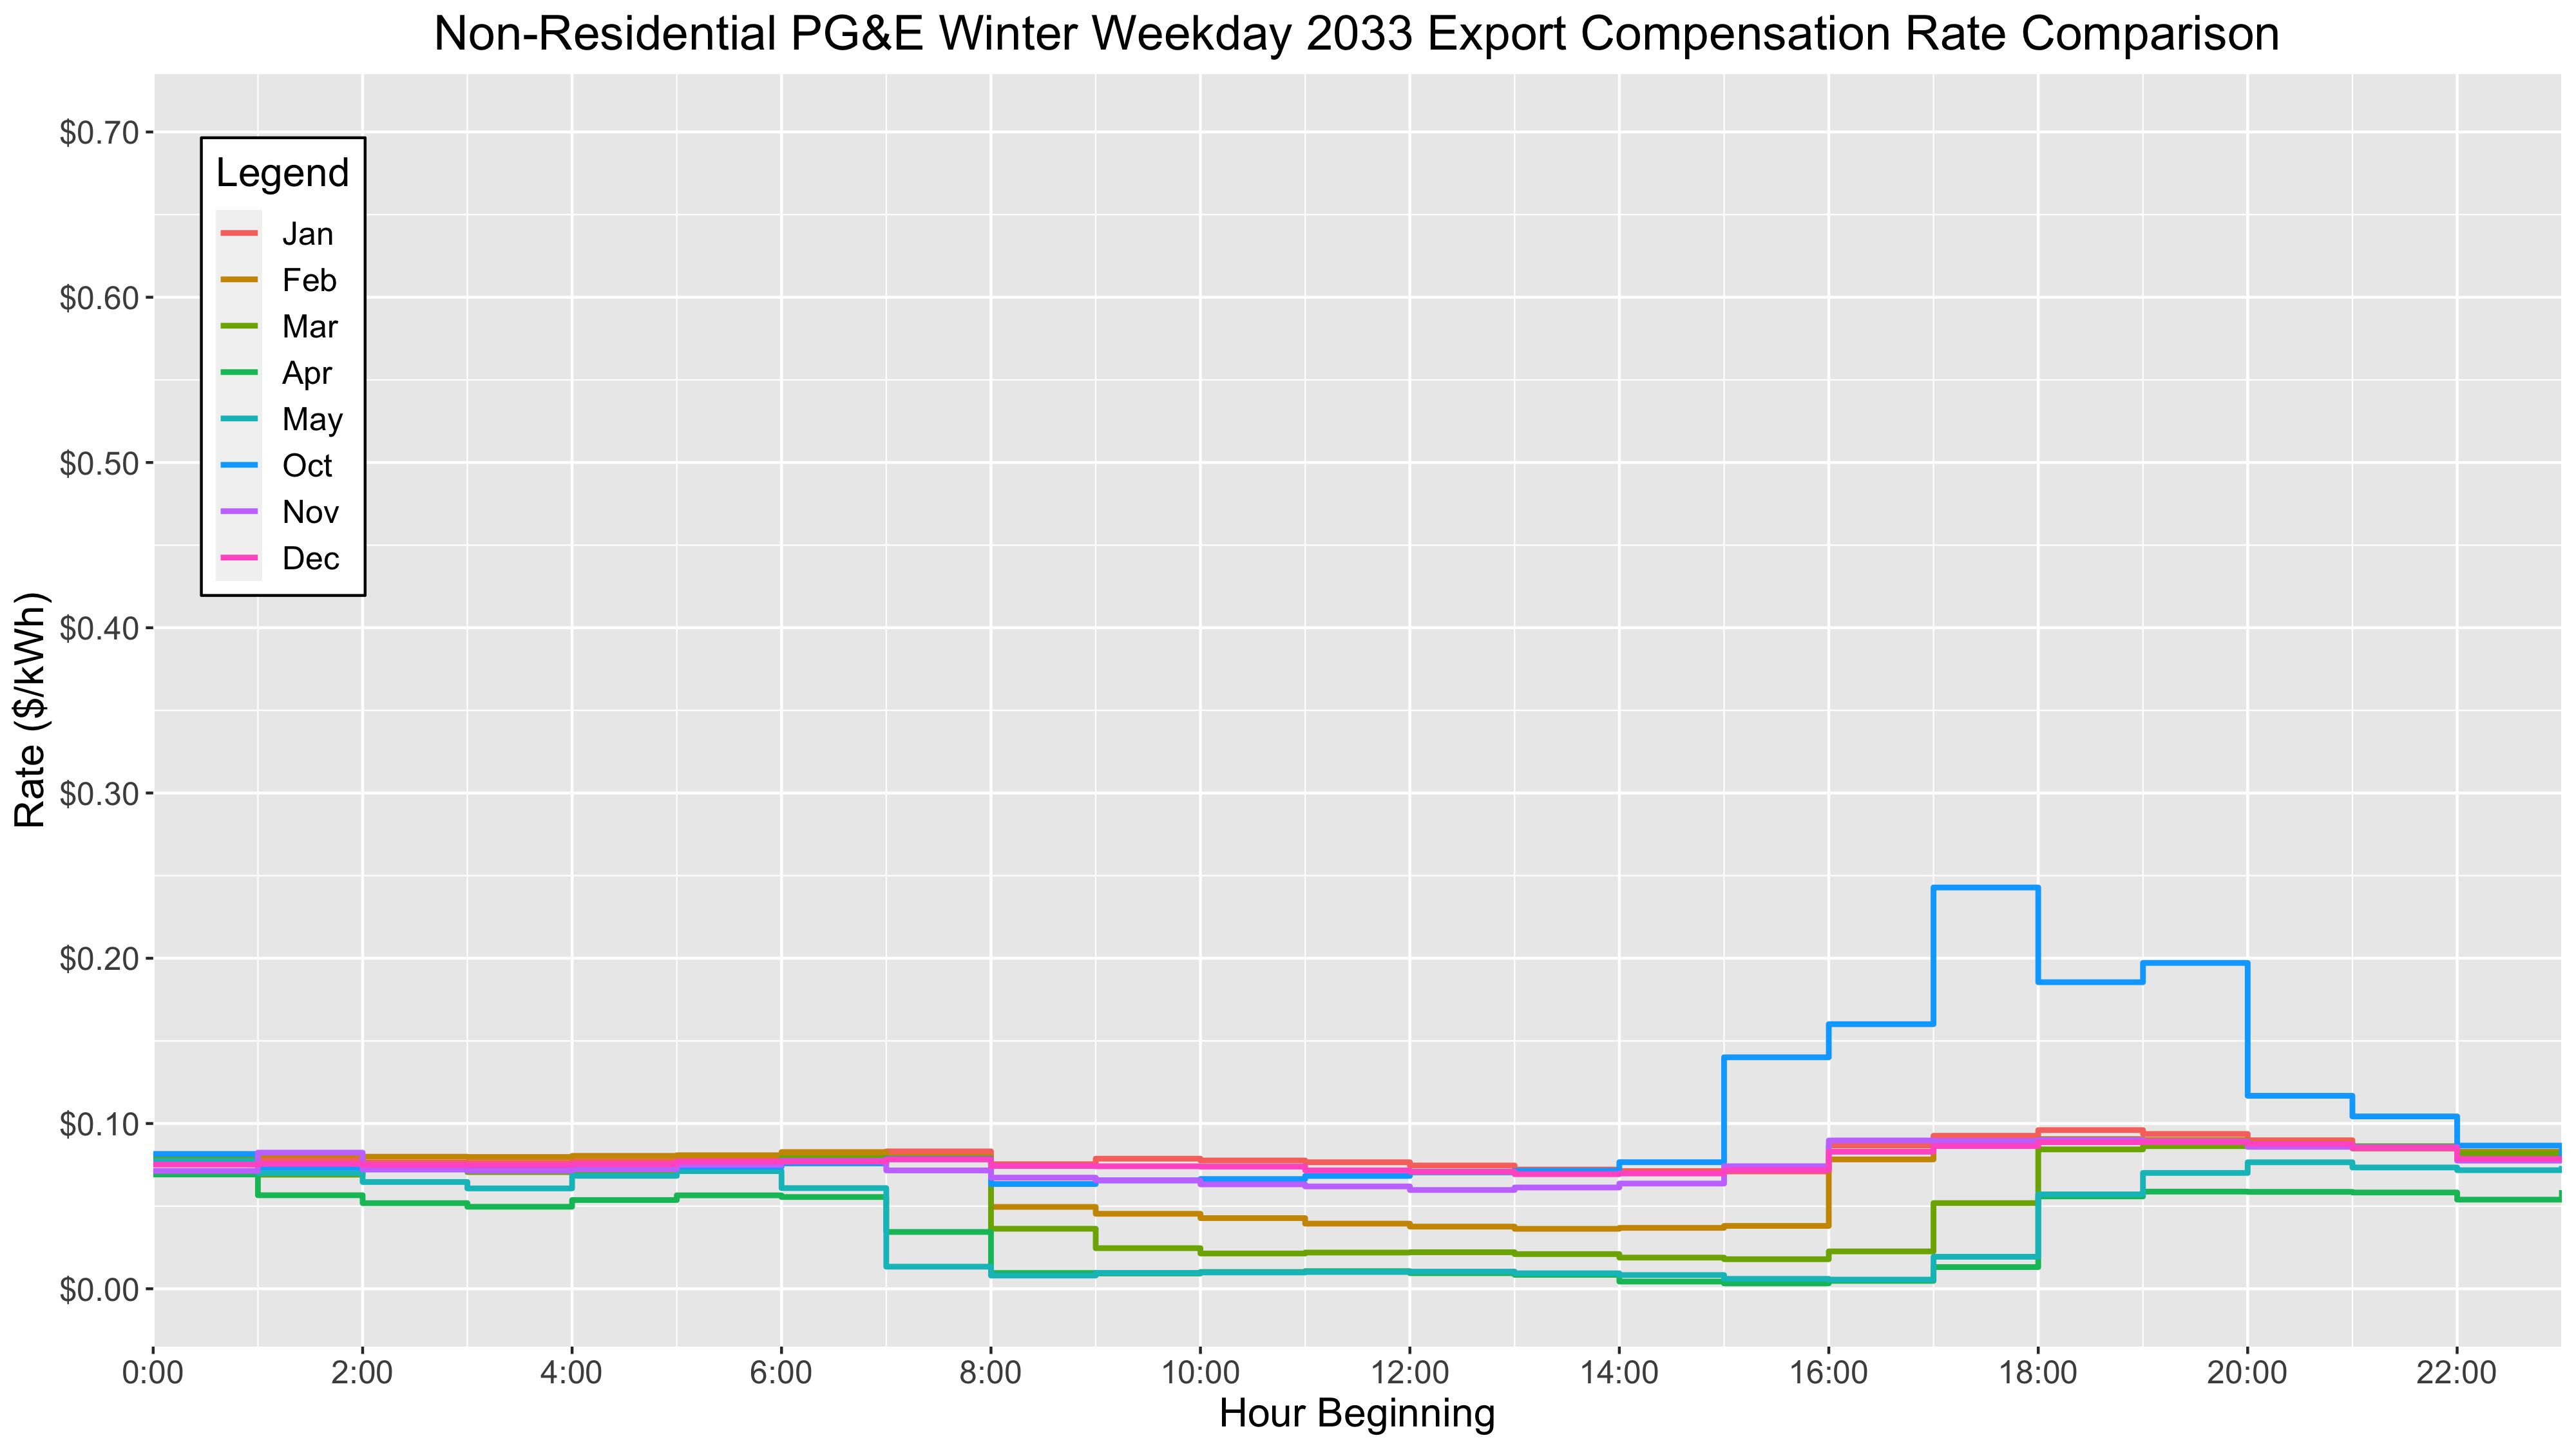 Non-Residential PG&E Winter Weekday 2033 Export Compensation Rate Comparison
Rate ($/kWh)
$0.70
$0.60
$0.50
$0.40
$0.30
$0.20
$0.10
$0.00
Legend
Jan
Feb
Mar
Apr
May
Oct
Nov
Dec
0:00 2:00 4:00 6:00 8:00 10:00 12:00 14:00 16:00 18:00 20:00 22:00
Hour Beginning